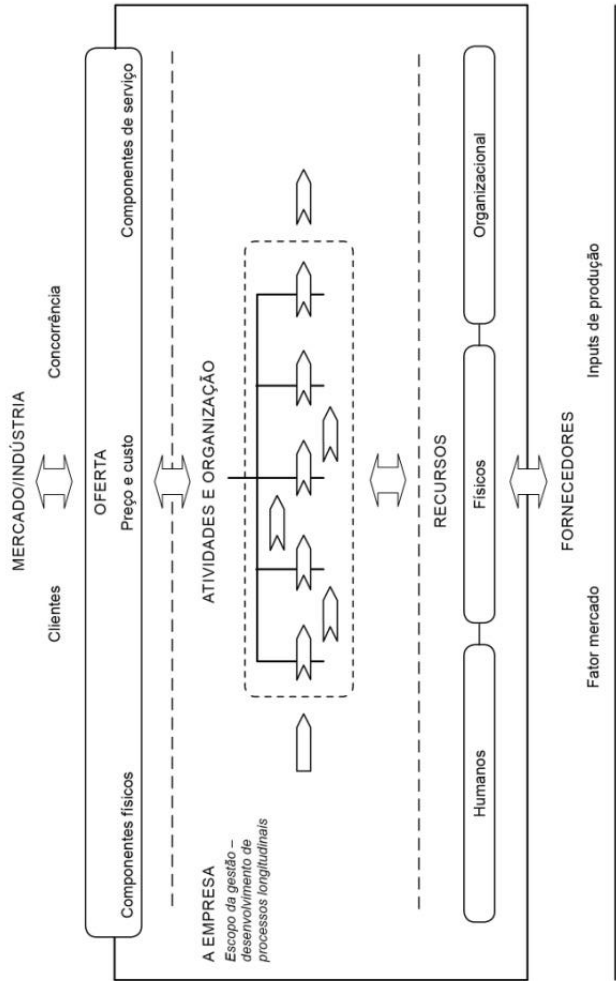 MERCADO/INDÚSTRIA
Clientes
Concorrência
OFERTA
Componentes físicos
Preço e custo
Componentes de serviço
A EMPRESA
Escopo da gestão –
desenvolvimento de
processos longitudinais
ATIVIDADES E ORGANIZAÇÃO
RECURSOS
Humanos
Físicos
Organizacional
FORNECEDORES
Fator mercado
Inputs de produção